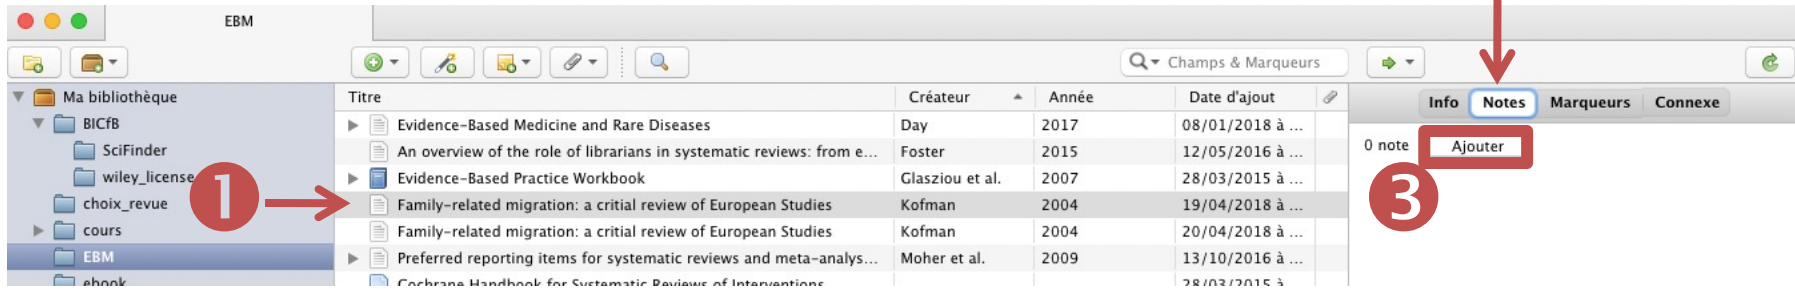 EBM
Champs & Marqueurs
Ma bibliothèque
BICfB
SciFinder
wiley_license
choix_revue
cours
EBM
ebook
1
Titre Créateur Année Date d'ajout
Evidence-Based Medicine and Rare Diseases Day 2017 08/01/2018 à ...
An overview of the role of librarians in systematic reviews: from e... Foster 2015 12/05/2016 à ...
Evidence-Based Practice Workbook Glasziou et al. 2007 28/03/2015 à ...
Family-related migration: a critial review of European Studies Kofman 2004 19/04/2018 à ...
Family-related migration: a critial review of European Studies Kofman 2004 20/04/2018 à ...
Preferred reporting items for systematic reviews and meta-analys... Moher et al. 2009 13/10/2016 à ...
Cochrane Handbook for Systematic Reviews of Interventions 28/03/2015 à
Info Notes Marqueurs Connexe
0 note Ajouter
3